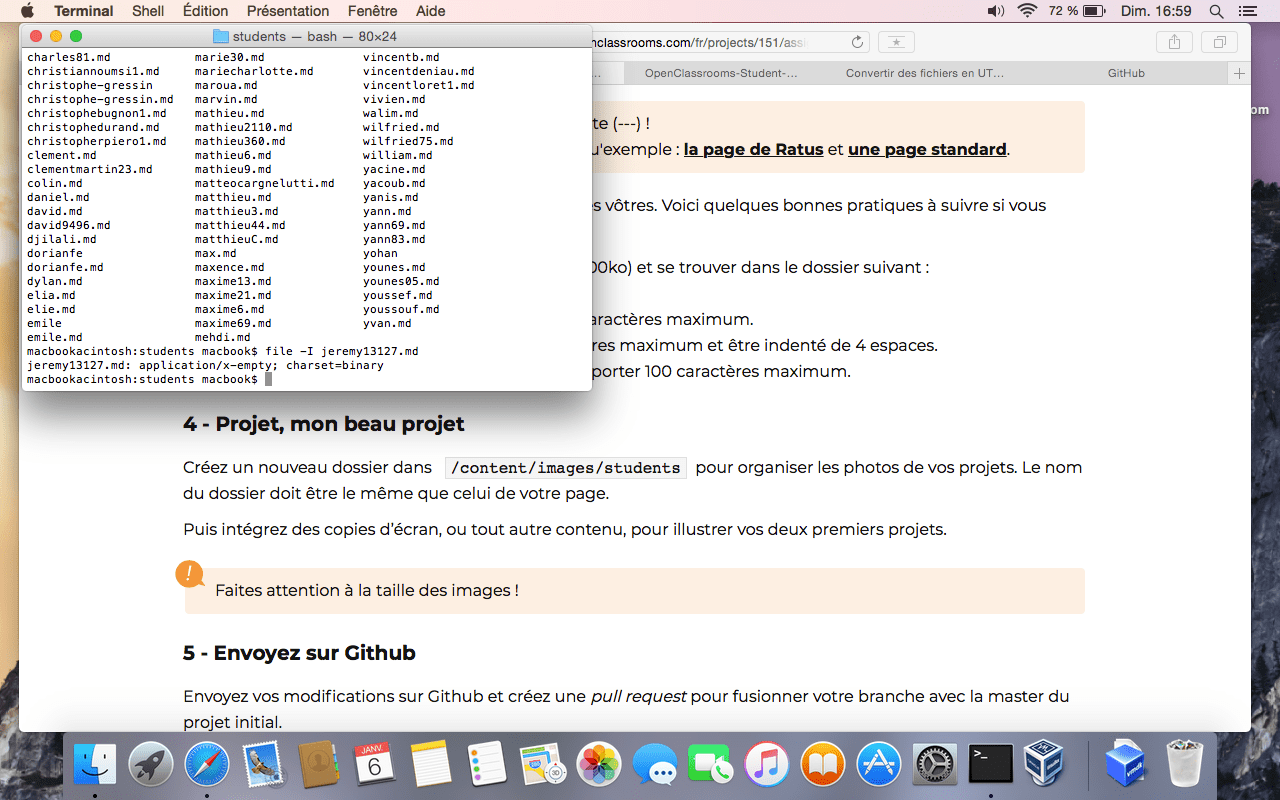 Terminal Shell Édition Présentation Fenêtre Aide 72 % Dim. 16:59
students — bash — 80×24
charles81.md marie30.md vincentb.md
christiannoumsi1.md mariecharlotte.md vincentdeniau.md
christophe-gressin maroua.md vincentloret1.md
christophe-gressin.md marvin.md vivien.md
christophebugnon1.md mathieu.md walim.md
christophedurand.md mathieu2110.md wilfried.md
christopherpiero1.md mathieu360.md wilfried75.md
clement.md mathieu6.md william.md
clementmartin23.md mathieu9.md yacine.md
colin.md matteocargnelutti.md yacoub.md
daniel.md matthieu.md yanis.md
david.md matthieu3.md yann.md
david9496.md matthieu44.md yann69.md
djilali.md matthieuC.md yann83.md
dorianfe max.md yohan
dorianfe.md maxence.md younes.md
dylan.md maxime13.md younes05.md
elia.md maxime21.md youssef.md
elie.md maxime6.md youssouf.md
emile maxime69.md yvan.md
emile.md mehdi.md
macbookacintosh:students macbook$ file -I jeremy13127.md
jeremy13127.md: application/x-empty; charset=binary
macbookacintosh:students macbook$
nclassrooms.com/fr/projects/151/assi
... OpenClassrooms-Student-... Convertir des fichiers en UT... GitHub
om
te (---) !
u'exemple : la page de Ratus et une page standard.
s vôtres. Voici quelques bonnes pratiques à suivre si vous
00ko) et se trouver dans le dossier suivant :
aractères maximum.
res maximum et être indenté de 4 espaces.
porter 100 caractères maximum.
4 - Projet, mon beau projet
Créez un nouveau dossier dans /content/images/students pour organiser les photos de vos projets. Le nom
du dossier doit être le même que celui de votre page.
Puis intégrez des copies d'écran, ou tout autre contenu, pour illustrer vos deux premiers projets.
!
Faites attention à la taille des images !
5 - Envoyez sur Github
Envoyez vos modifications sur Github et créez une pull request pour fusionner votre branche avec la master du
projet initial.
JANV.
6
3D
>_
vmdk